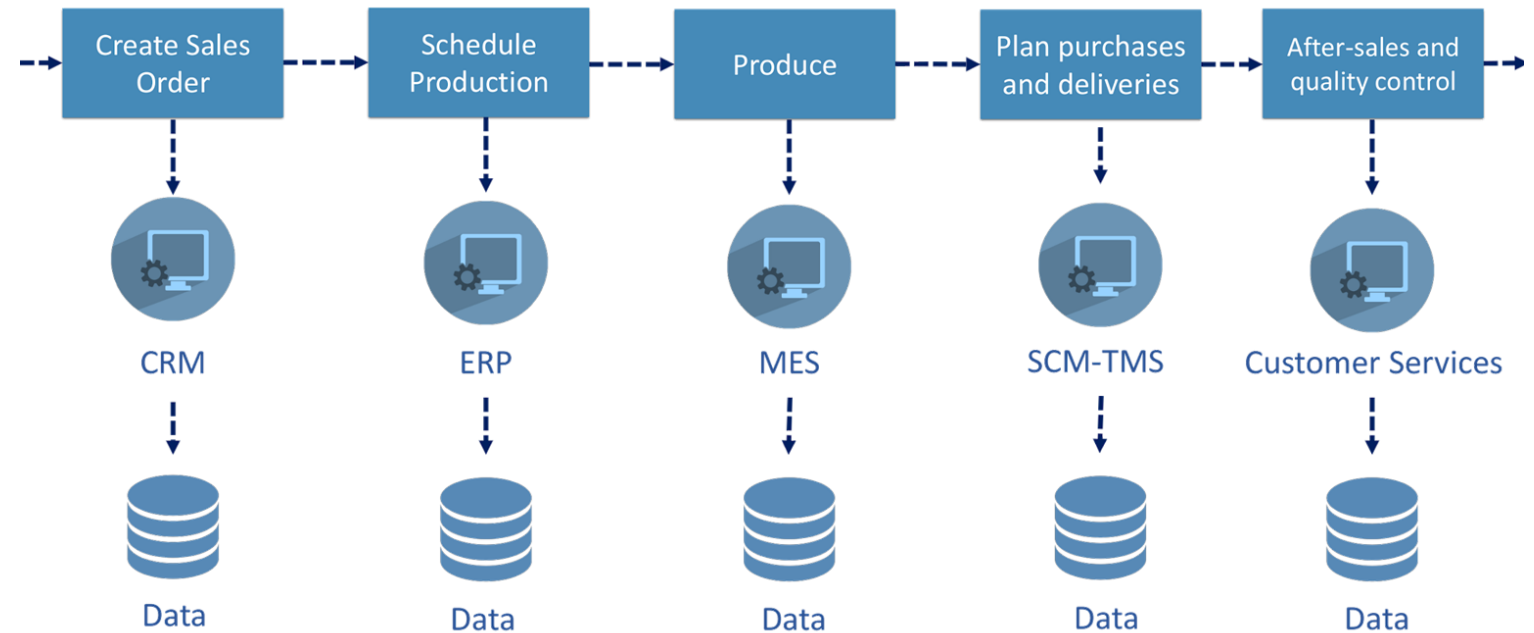 Create Sales
Order
Schedule
Production
Produce
Plan purchases
and deliveries
After-sales and
quality control
CRM
ERP
MES
SCM-TMS
Customer Services
Data
Data
Data
Data
Data